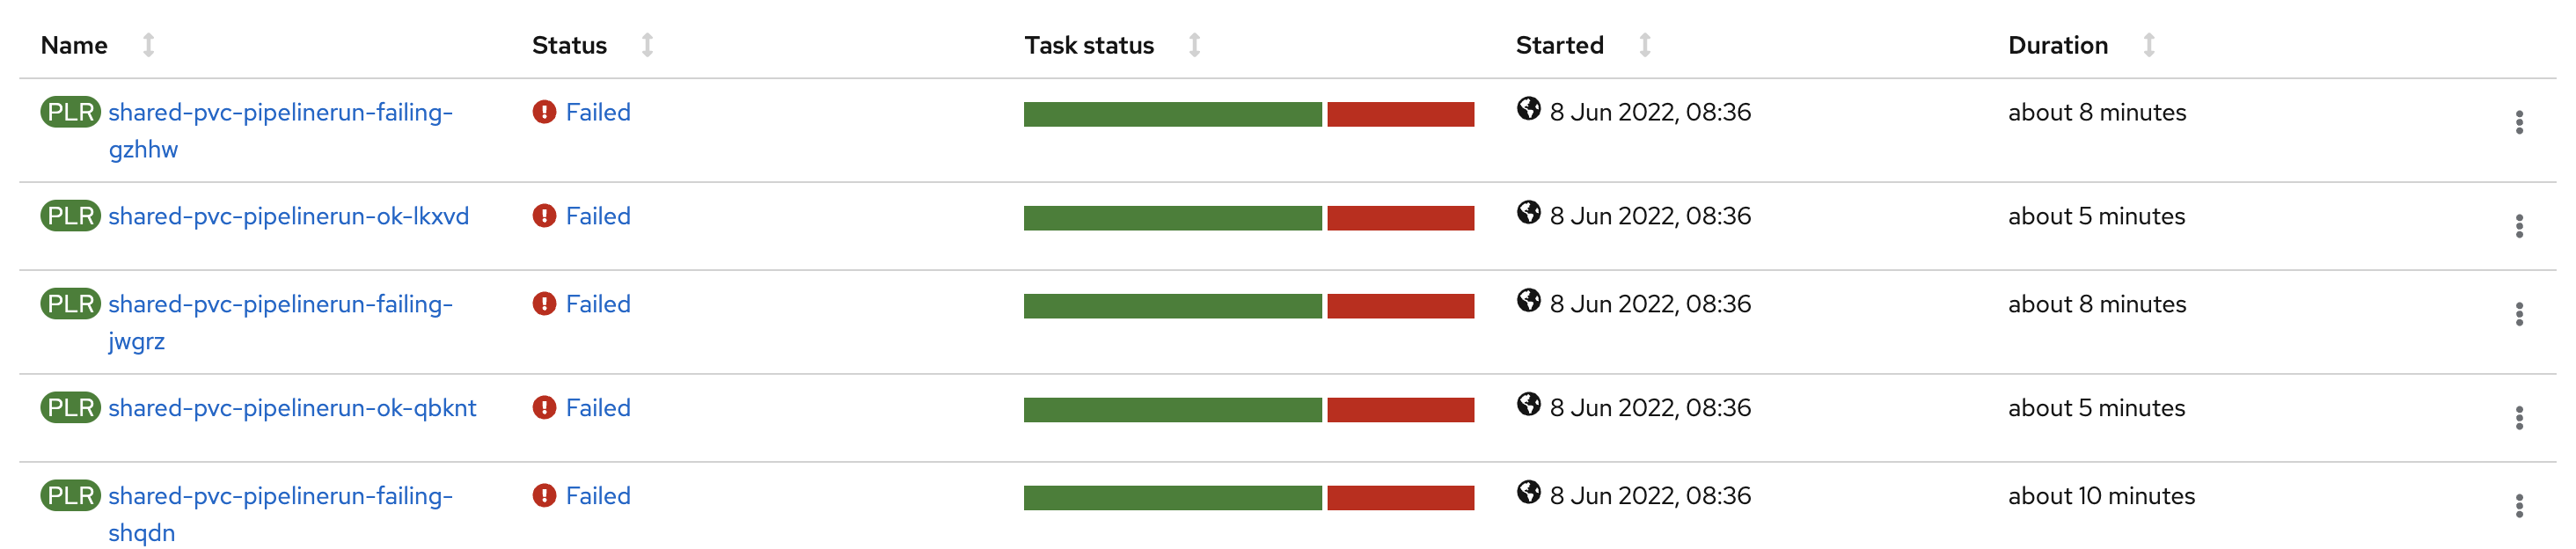 Name Status Task status Started Duration
PLR shared-pvc-pipelinerun-failing- Failed 8 Jun 2022, 08:36 about 8 minutes
gzhhw
PLR shared-pvc-pipelinerun-ok-lkxvd Failed 8 Jun 2022, 08:36 about 5 minutes
PLR shared-pvc-pipelinerun-failing- Failed 8 Jun 2022, 08:36 about 8 minutes
jwgrz
PLR shared-pvc-pipelinerun-ok-qbknt Failed 8 Jun 2022, 08:36 about 5 minutes
PLR shared-pvc-pipelinerun-failing- Failed 8 Jun 2022, 08:36 about 10 minutes
shqdn